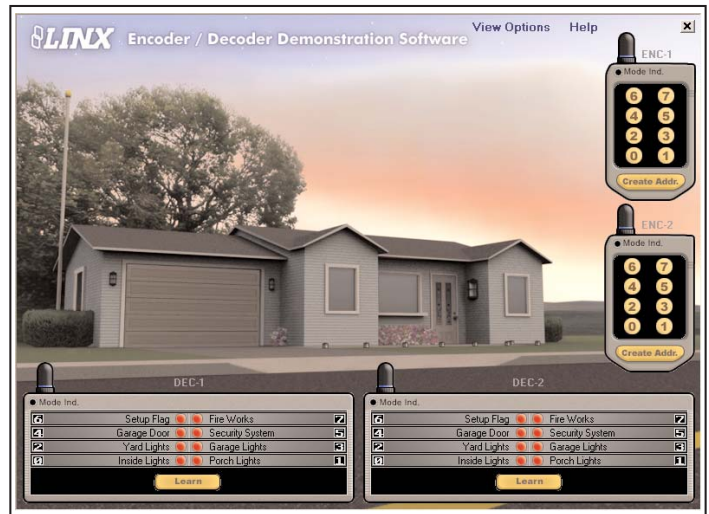 LINX Encoder / Decoder Demonstration Software
View Options Help X
ENC-1
Mode Ind.
6 7
4 5
2 3
0 1
Create Addr.
ENC-2
Mode Ind.
6 7
4 5
2 3
0 1
Create Addr.
DEC-1
Mode Ind.
6 Setup Flag Fire Works 7
4 Garage Door Security System 5
2 Yard Lights Garage Lights 3
0 Inside Lights Porch Lights 1
Learn
DEC-2
Mode Ind.
6 Setup Flag Fire Works 7
4 Garage Door Security System 5
2 Yard Lights Garage Lights 3
0 Inside Lights Porch Lights 1
Learn